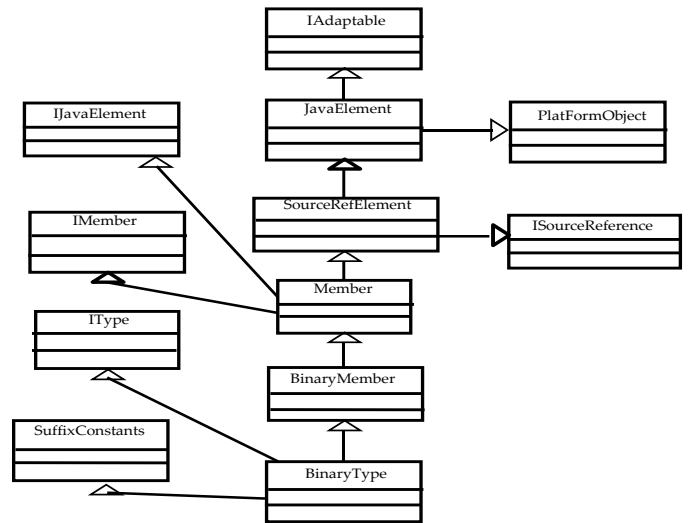 IAdaptable
IJavaElement
JavaElement
PlatFormObject
SourceRefElement
IMember
ISourceReference
Member
IType
BinaryMember
SuffixConstants
BinaryType